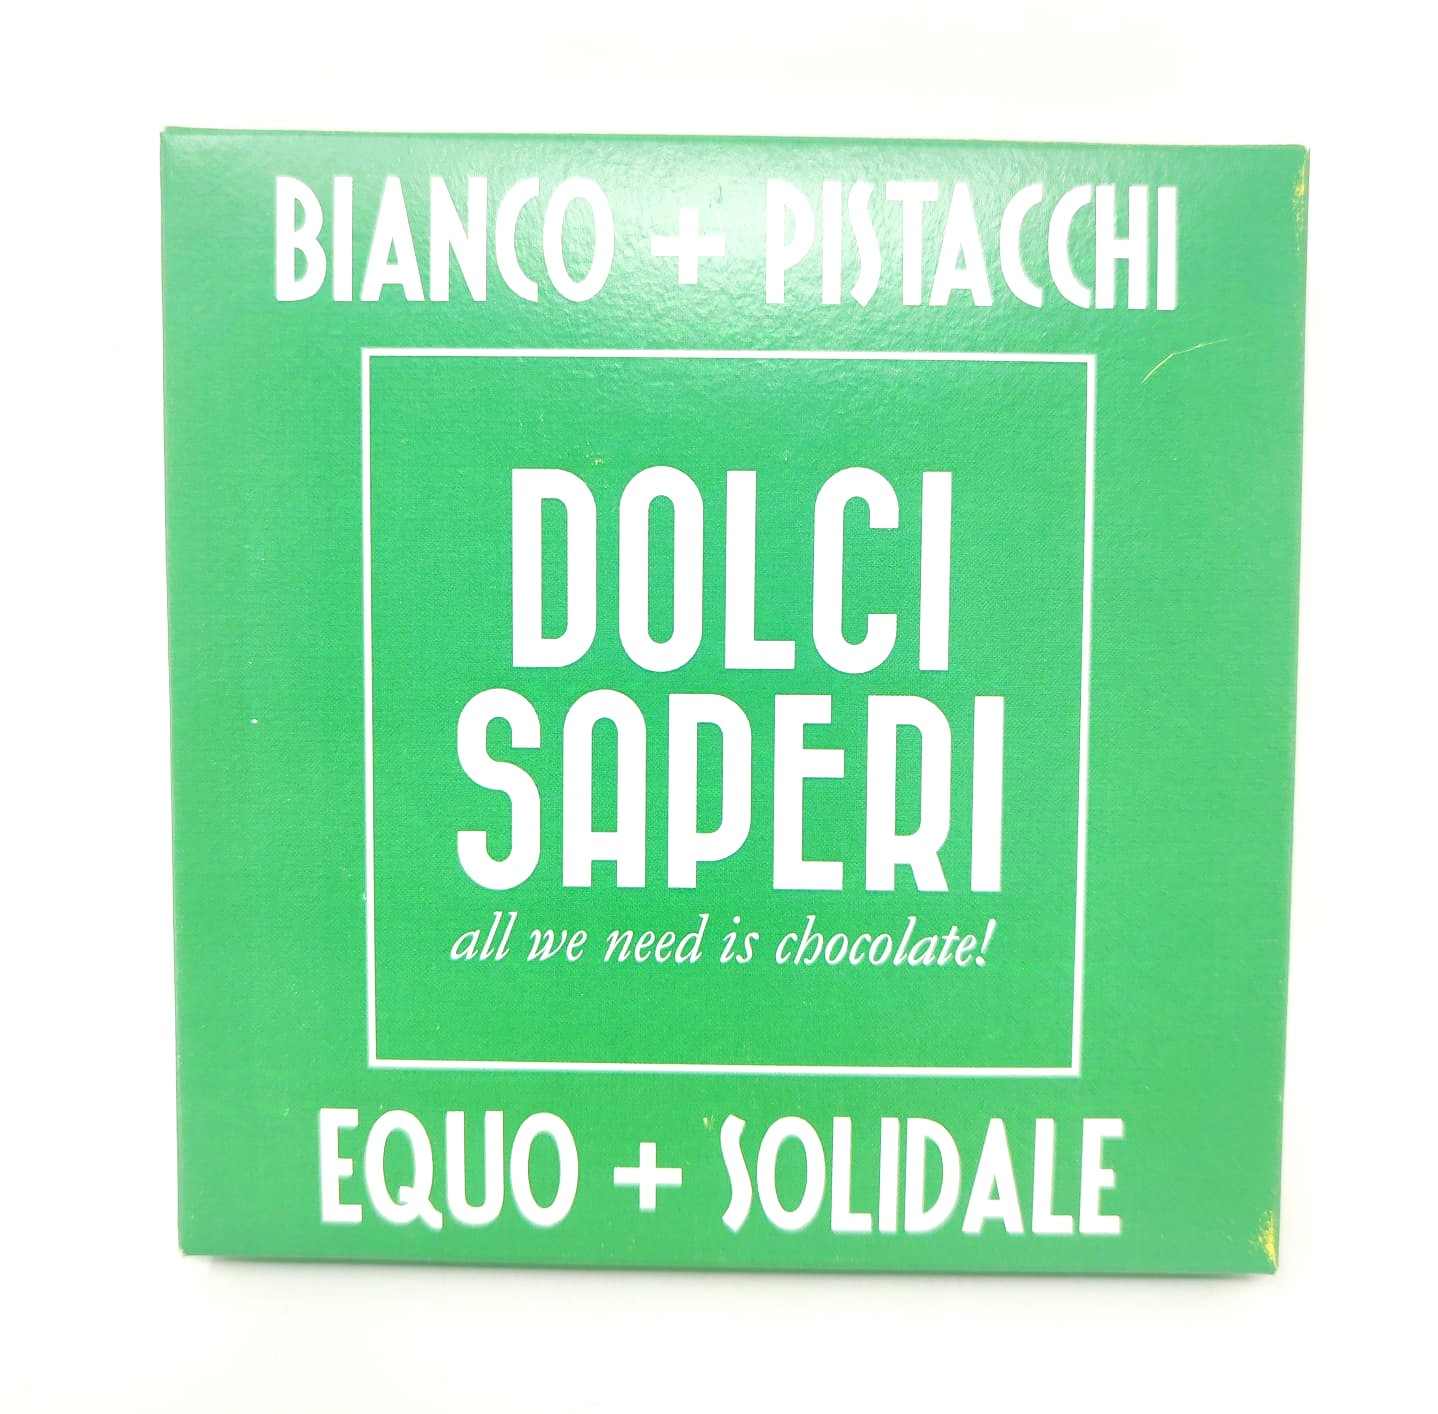 BIANCO + PISTACCHI
DOLCI
SAPERI
all we need is chocolate!
EQUO + SOLIDALE